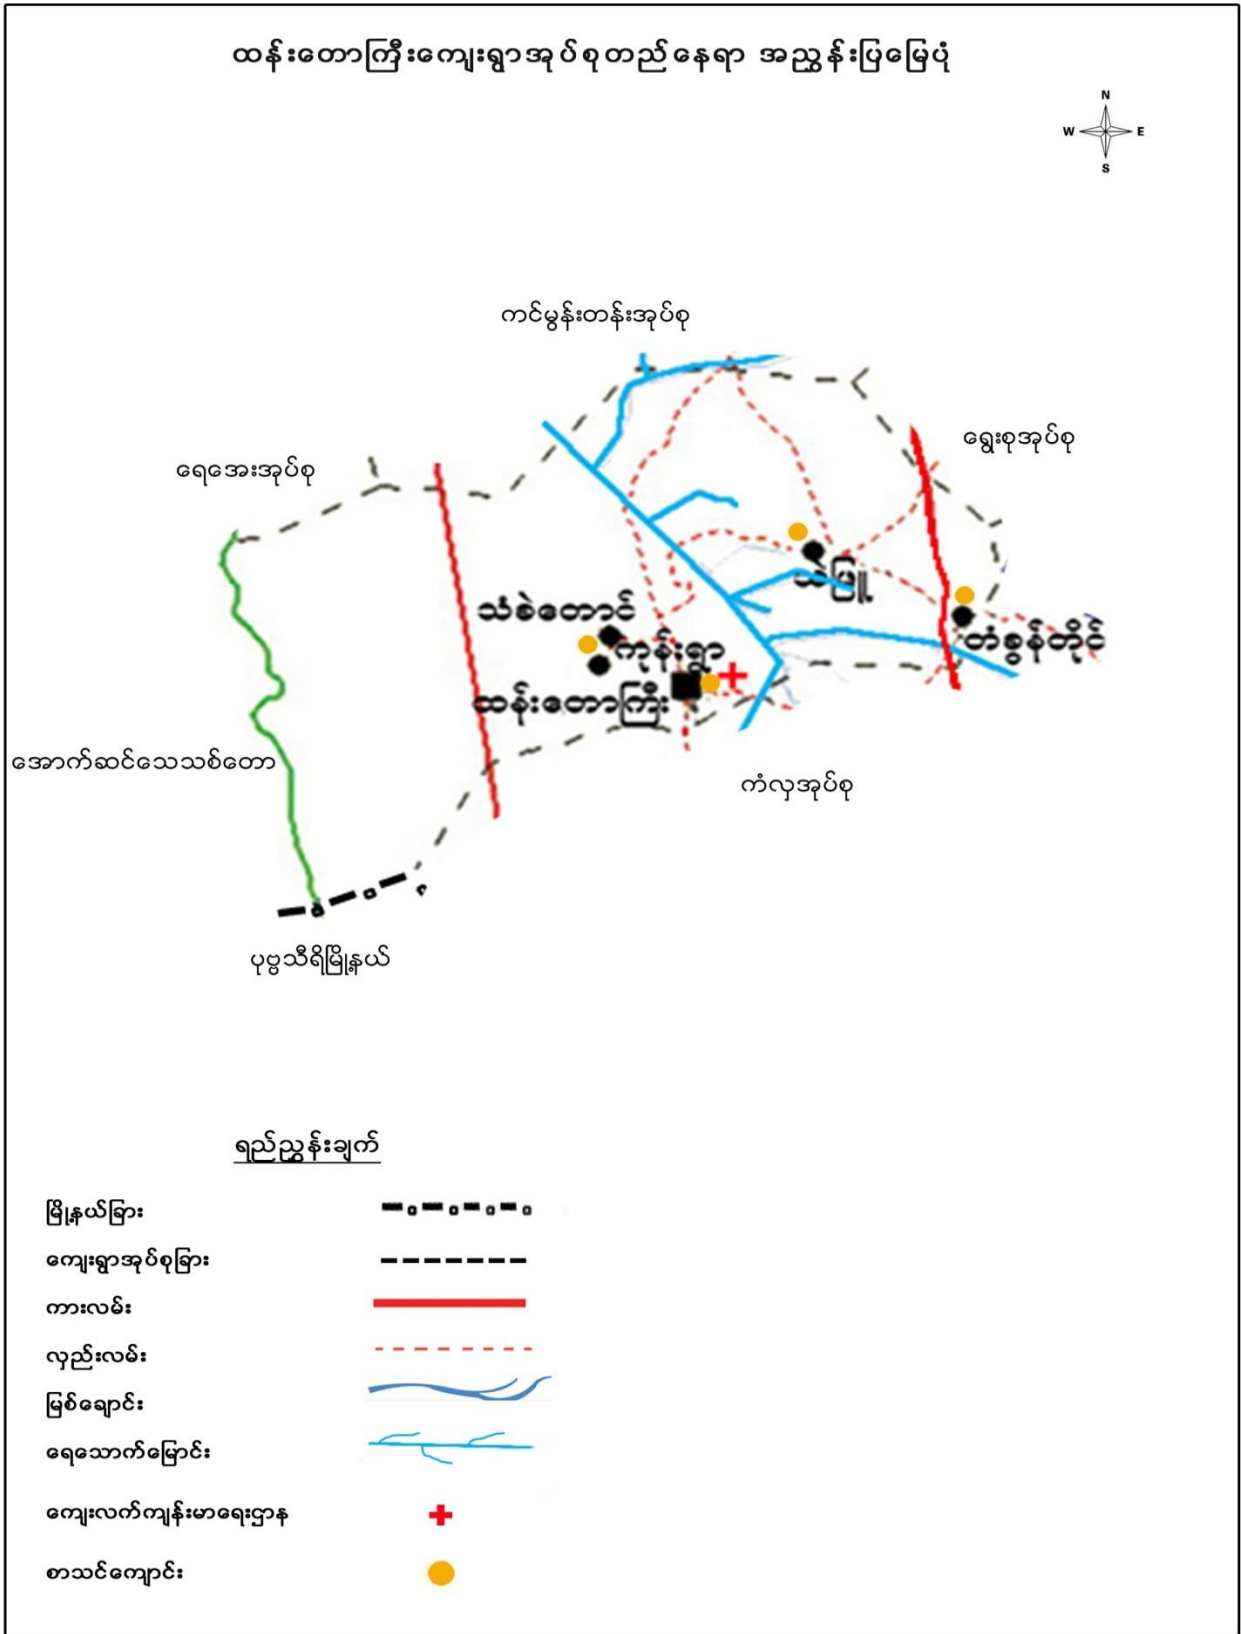 ထန်းတောကြီးကျေးရွာအုပ်စုတည်နေရာ အညွှန်းပြမြေပုံ
N
W E
S
ကင်မွန်းတန်းအုပ်စု
ရွေးစုအုပ်စု
ရေအေးအုပ်စု
သဖြူ
သံစဲတောင်
တံစွန်တိုင်
ကုန်းရွာ
ထန်းတောကြီး
အောက်ဆင်သေသစ်တော
ကံလှအုပ်စု
ပုဗ္ဗသီရိမြို့နယ်
ရည်ညွှန်းချက်
မြို့နယ်ခြား
ကျေးရွာအုပ်စုခြား
ကားလမ်း
လှည်းလမ်း
မြစ်ချောင်း
ရေသောက်မြောင်း
ကျေးလက်ကျန်းမာရေးဌာန
စာသင်ကျောင်း